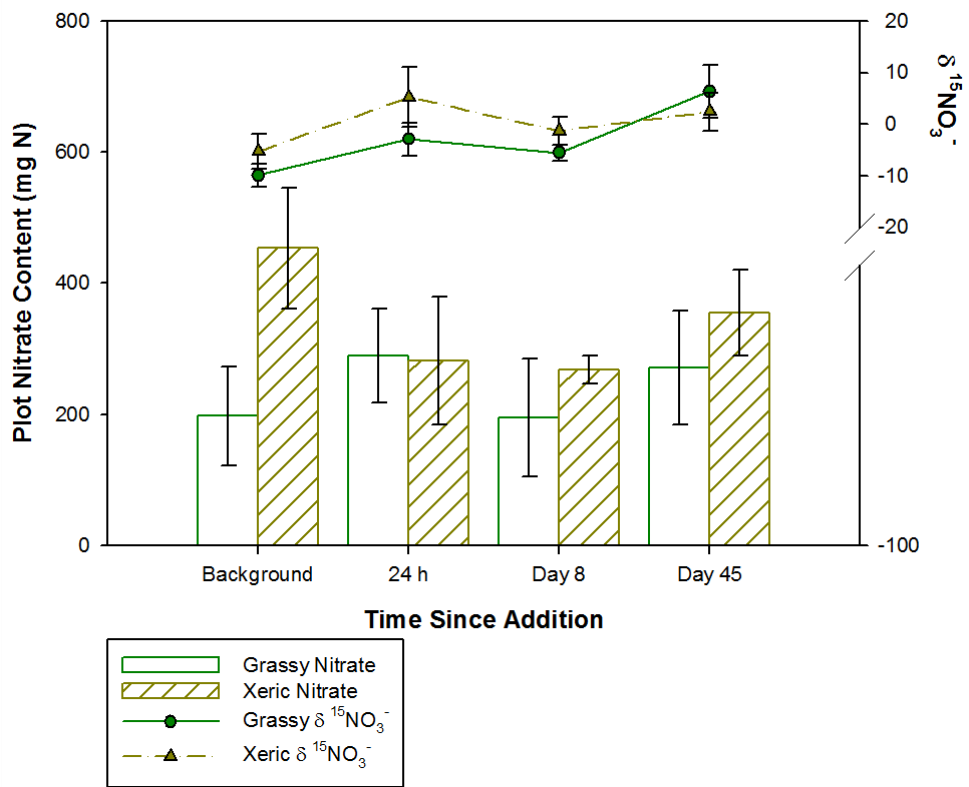 800
600
400
200
0
Plot Nitrate Content (mg N)
20
10
0
-10
-20
-100
δ ¹⁵NO₃⁻
Background 24 h Day 8 Day 45
Time Since Addition
Grassy Nitrate
Xeric Nitrate
Grassy δ ¹⁵NO₃⁻
Xeric δ ¹⁵NO₃⁻